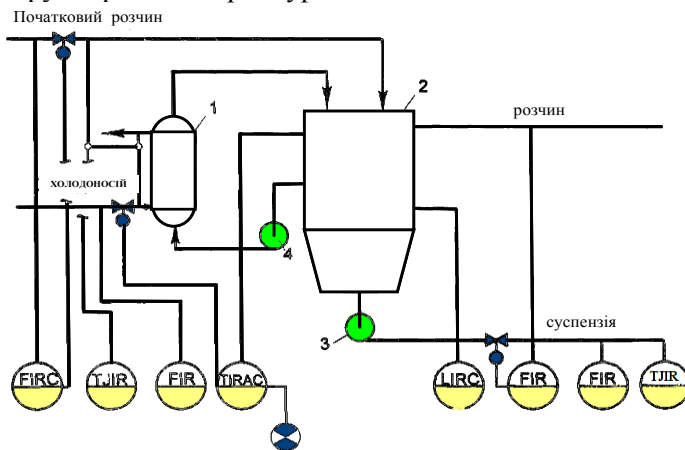 Початковий розчин
1
2
розчин
холодоносій
4
суспензія
3
FIRC
TJIR
FIR
TIRAC
LIRC
FIR
FIR
TJIR